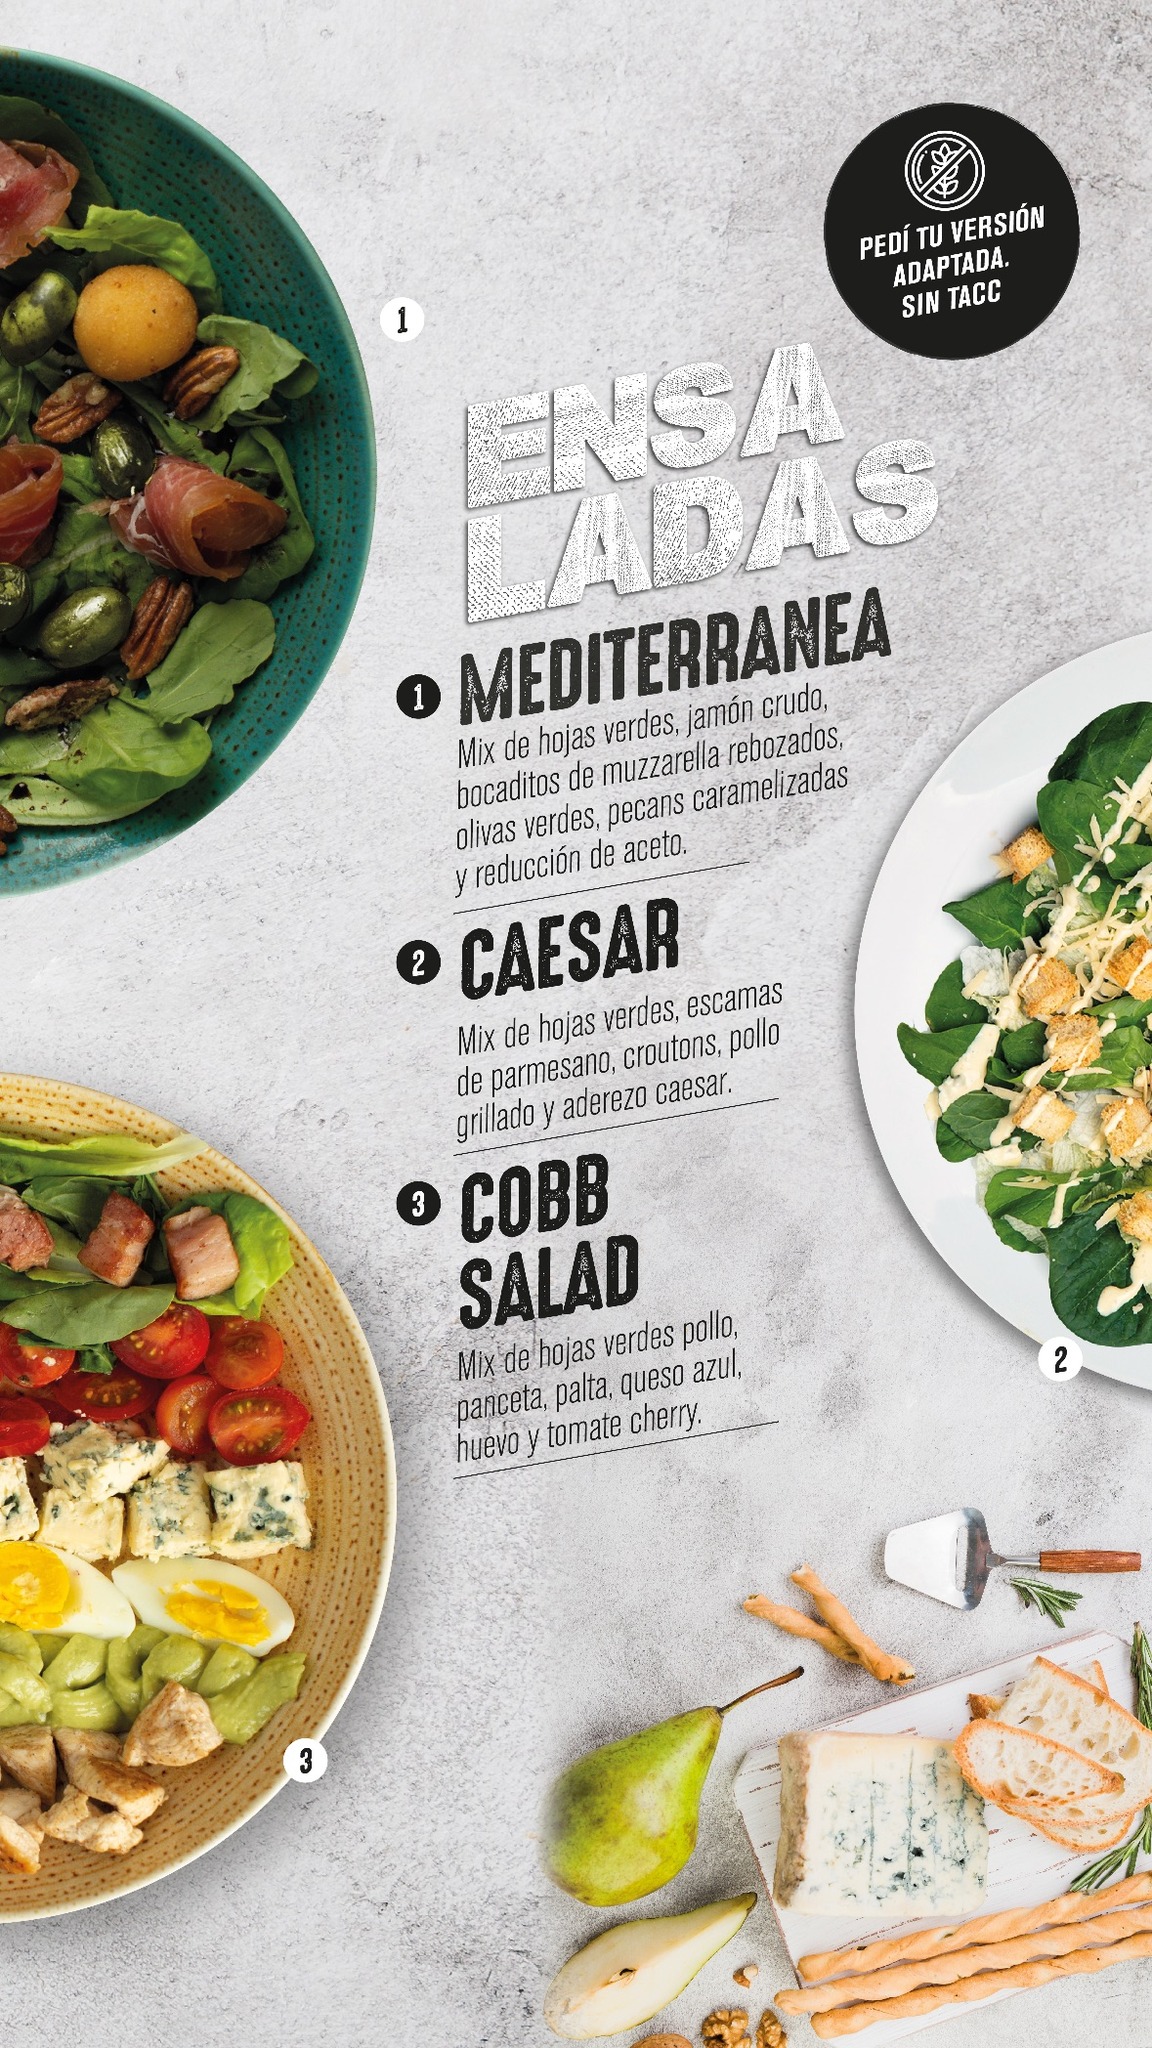 PEDÍ TU VERSIÓN
ADAPTADA.
SIN TACC
1
ENSA
LADAS
1 MEDITERRANEA
Mix de hojas verdes, jamón crudo,
bocaditos de muzzarella rebozados,
olivas verdes, pecans caramelizadas
y reducción de aceto.
2 CAESAR
Mix de hojas verdes, escamas
de parmesano, croutons, pollo
grillado y aderezo caesar.
3 COBB
SALAD
Mix de hojas verdes pollo,
panceta, palta, queso azul,
huevo y tomate cherry.
2
3